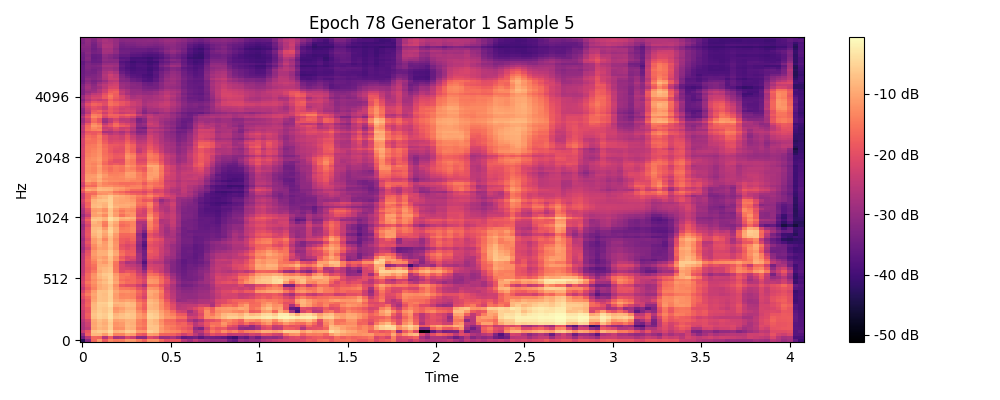 Epoch 78 Generator 1 Sample 5
Hz
4096
2048
1024
512
0
0 0.5 1 1.5 2 2.5 3 3.5 4
Time
-10 dB
-20 dB
-30 dB
-40 dB
-50 dB